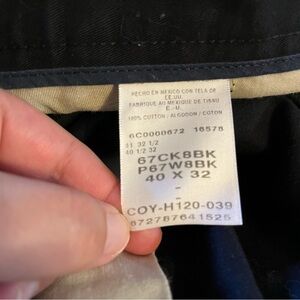 HECHO EN MEXICO CON TELA DE
EE.UU.
FABRIQUE AU MEXIQUE DE TISSU
É.-U.
100% COTTON / ALGODON / COTON
6C0000672 16578
31 32 1/2
40 1/2 32
67CK8BK
P67W8BK
40 X 32
-
-
COY-H120-039
672787641525